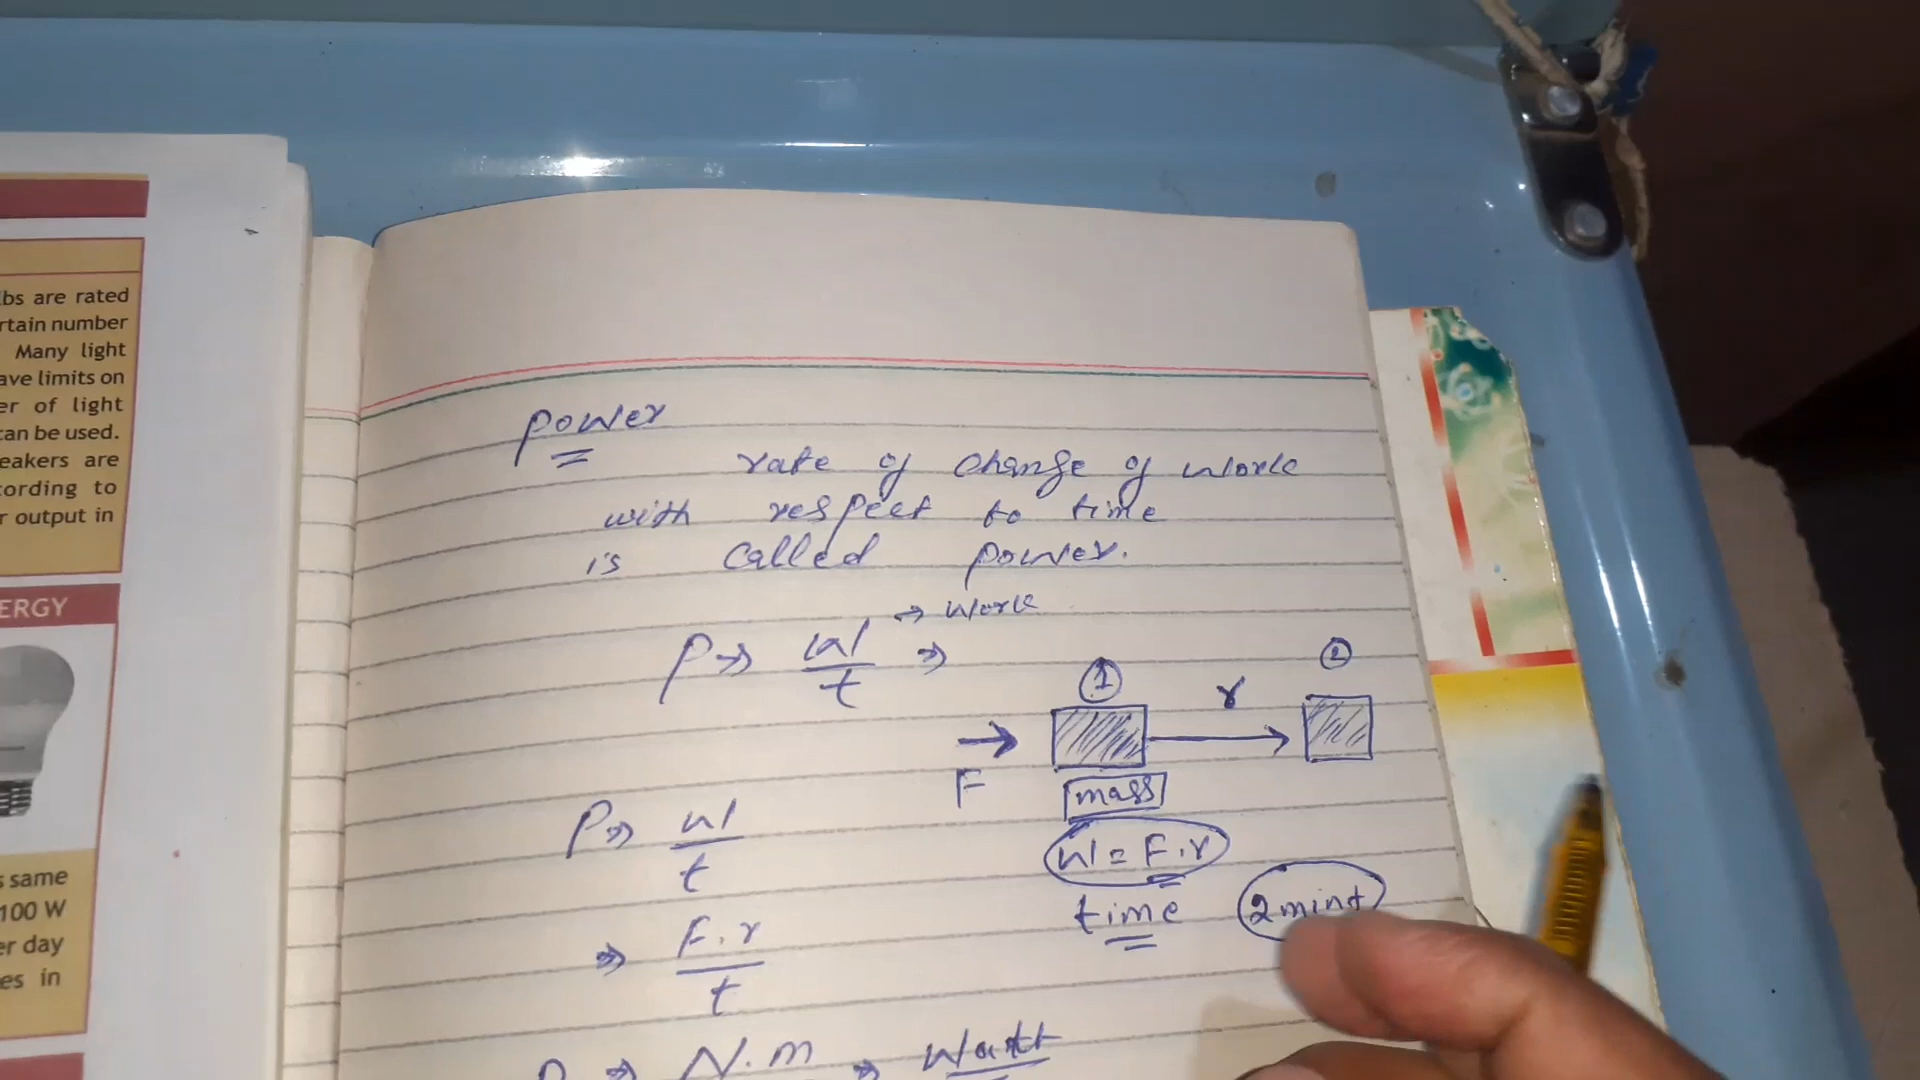 bs are rated
rtain number
Many light
ave limits on
er of light
can be used.
eakers are
cording to
r output in
ERGY
s same
100 W
er day
es in
power
rate of change of work
with respect to time
is called power.
P ⇒ W/t ⇒
→ work
① r ②
F
mass
W = F.r
time 2 mint
P ⇒ W/t
⇒ F.r/t
P ⇒ N.m ⇒ Watt